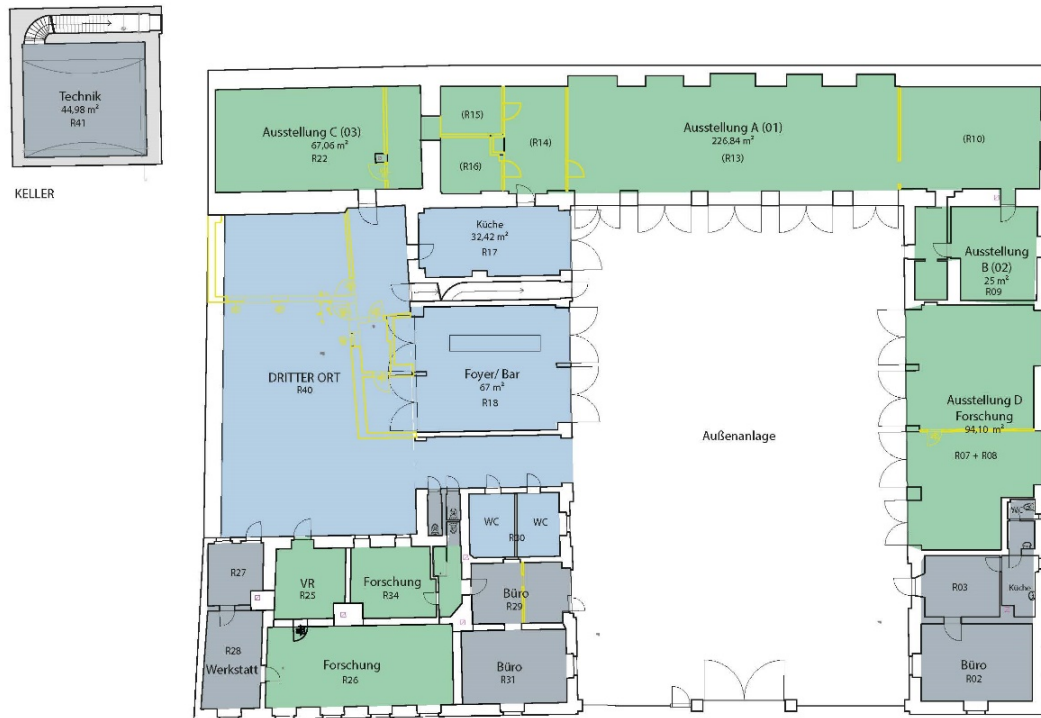 Technik
44,98 m²
R41
KELLER
Ausstellung C (03)
67,06 m²
R22
(R15)
(R16)
(R14)
Ausstellung A (01)
226.84 m²
(R13)
(R10)
Küche
32,42 m²
R17
Ausstellung
B (02)
25 m²
R09
DRITTER ORT
R40
Foyer/ Bar
67 m²
R18
Außenanlage
Ausstellung D
Forschung
94,10 m²
R07 + R08
WC
WC
R30
WC
R27
VR
R25
Forschung
R34
Büro
R29
R03
Küche
R28
Werkstatt
Forschung
R26
Büro
R31
Büro
R02